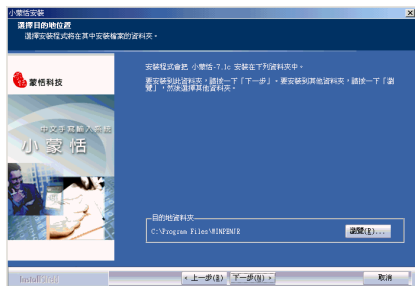 小蒙恬安裝
選擇目的地位置
選擇安裝程式將在其中安裝檔案的資料夾。
蒙恬科技
中文手寫輸入系統
小蒙恬
安裝程式會把 小蒙恬-7.1c 安裝在下列資料夾中。
要安裝到此資料夾，請按一下「下一步」。要安裝到其他資料夾，請按一下「瀏
覽」，然後選擇其他資料夾。
目的地資料夾
C:\Program Files\WINPENJR
瀏覽(R)...
InstallShield
< 上一步(B)
下一步(N) >
取消